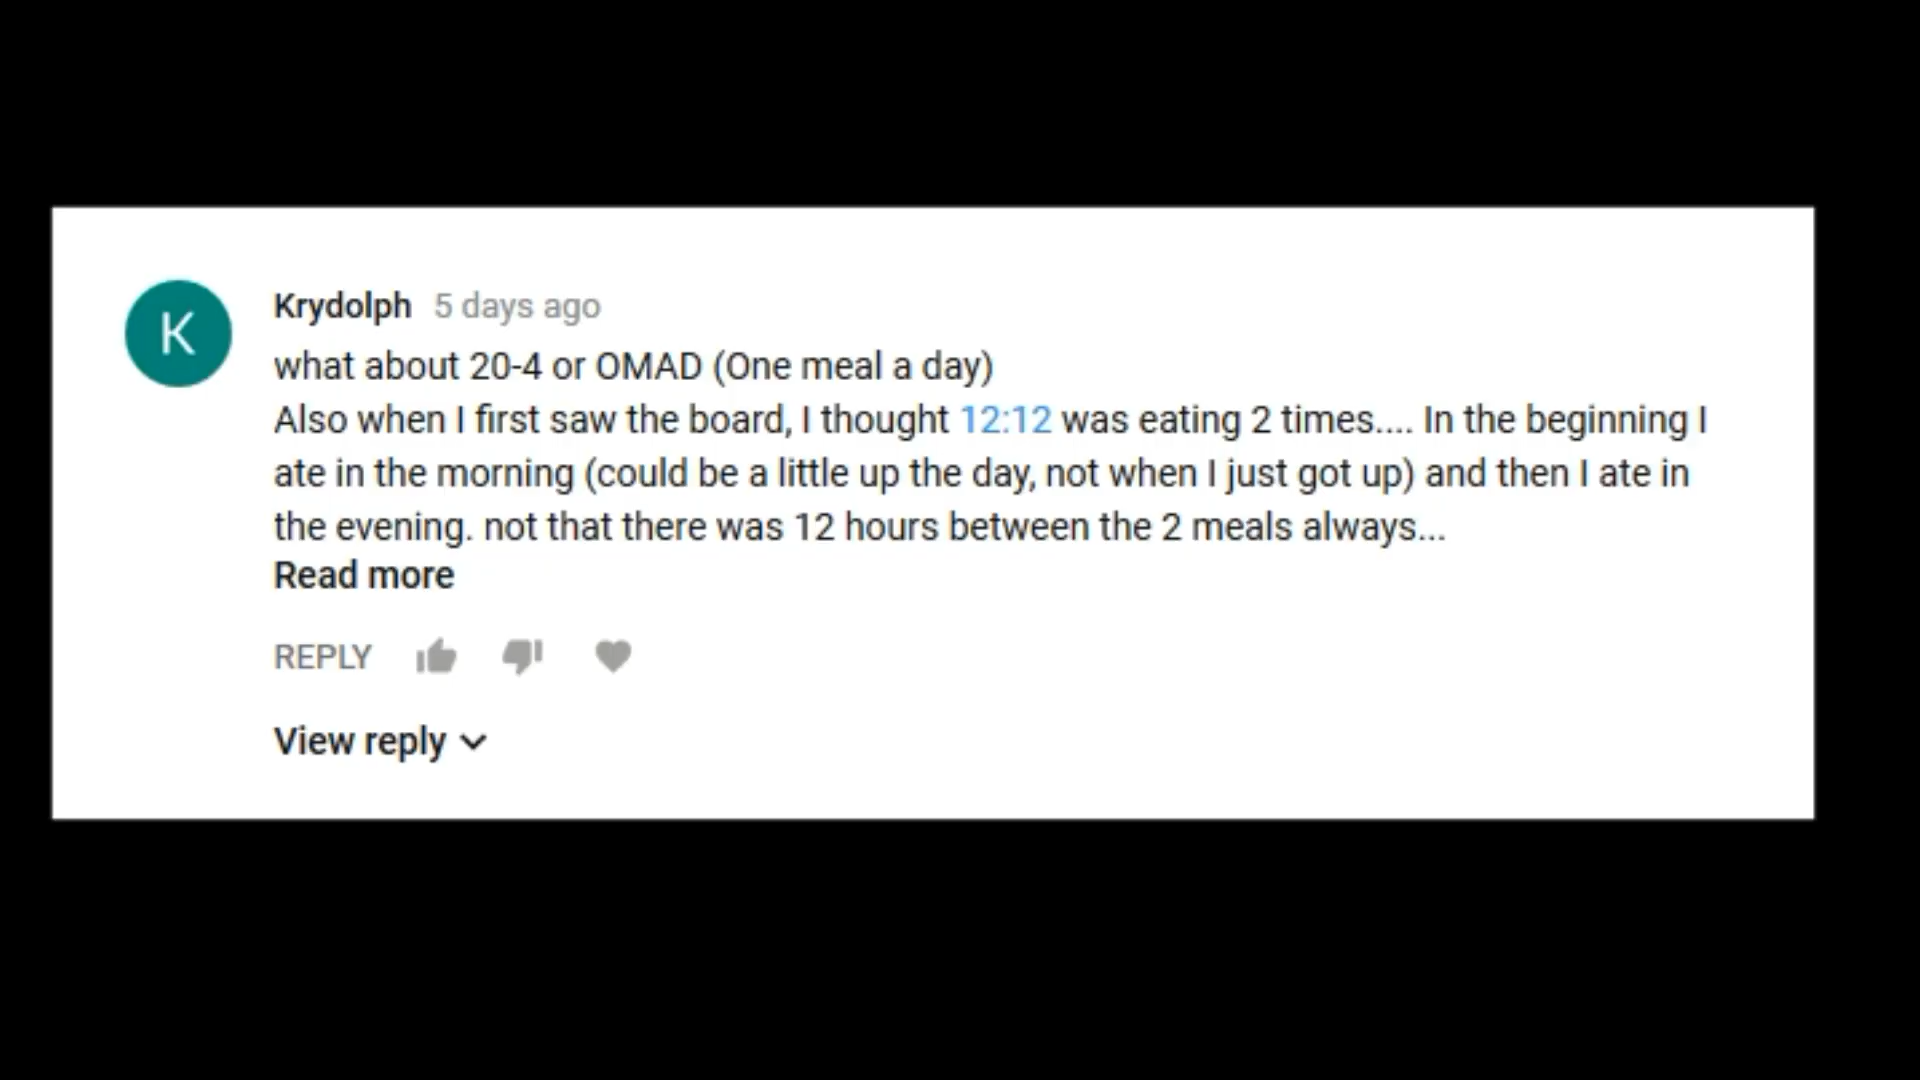 K
Krydolph 5 days ago
what about 20-4 or OMAD (One meal a day)
Also when I first saw the board, I thought 12:12 was eating 2 times.... In the beginning I
ate in the morning (could be a little up the day, not when I just got up) and then I ate in
the evening. not that there was 12 hours between the 2 meals always...
Read more
REPLY
View reply